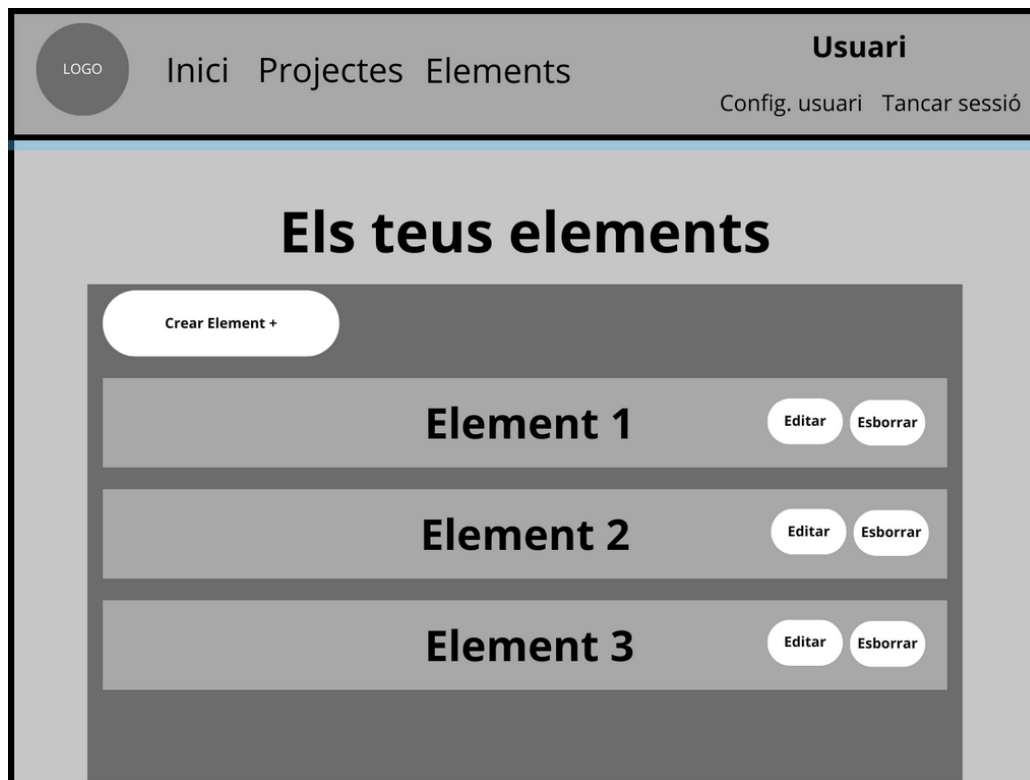 LOGO
Inici Projectes Elements
Usuari
Config. usuari Tancar sessió
Els teus elements
Crear Element +
Element 1
Editar Esborrar
Element 2
Editar Esborrar
Element 3
Editar Esborrar